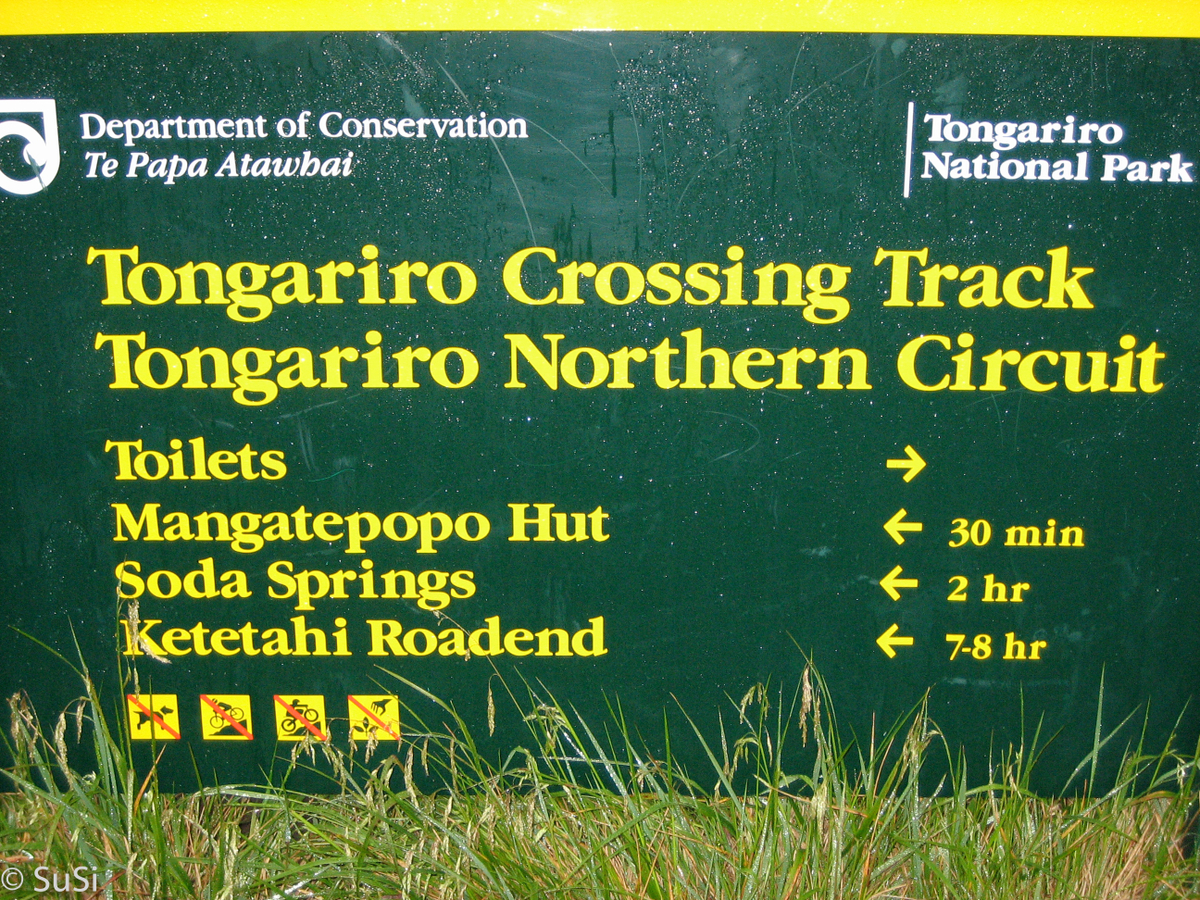 Department of Conservation
Te Papa Atawhai
Tongariro
National Park
Tongariro Crossing Track
Tongariro Northern Circuit
Toilets →
Mangatepopo Hut ← 30 min
Soda Springs ← 2 hr
Ketetahi Roadend ← 7-8 hr
© SuSi